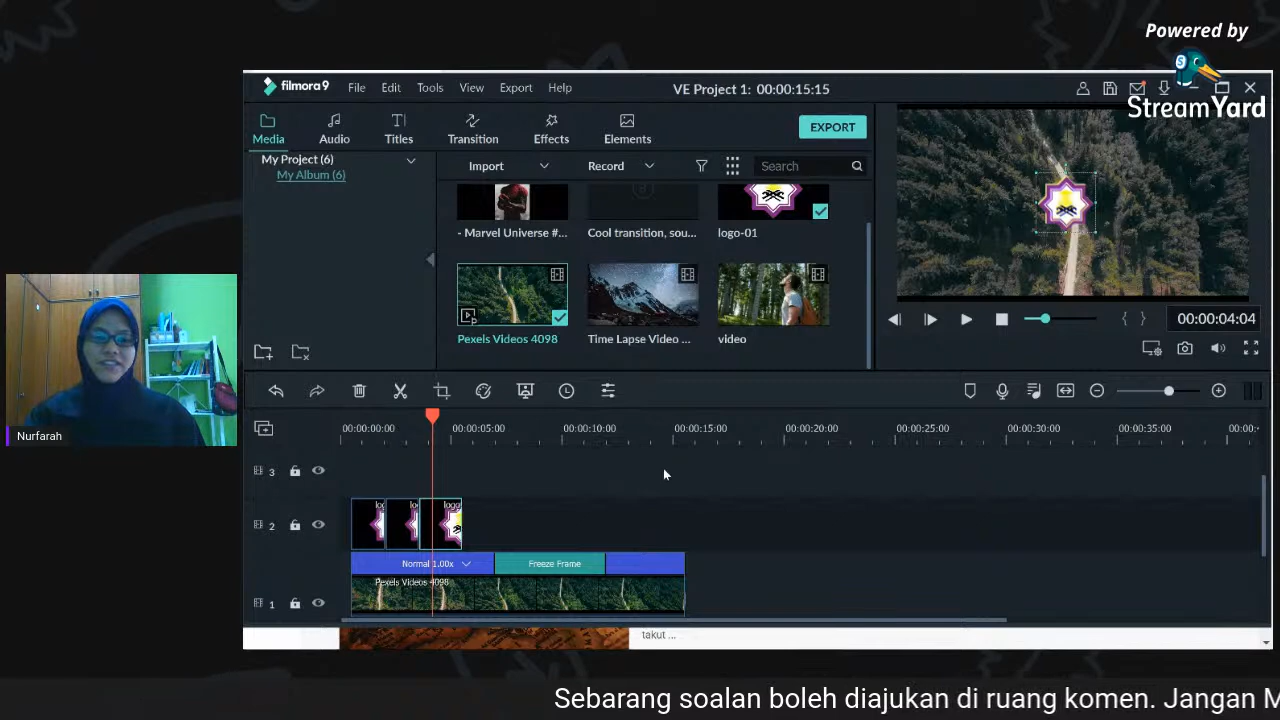 Powered by
StreamYard
filmora9 File Edit Tools View Export Help VE Project 1: 00:00:15:15
Media Audio Titles Transition Effects Elements EXPORT
My Project (6)
My Album (6)
Import Record Search
- Marvel Universe #... Cool transition, sou... logo-01
Pexels Videos 4098 Time Lapse Video ... video
00:00:04:04
Nurfarah
00:00:00:00 00:00:05:00 00:00:10:00 00:00:15:00 00:00:20:00 00:00:25:00 00:00:30:00 00:00:35:00 00:00:
3
2
Normal 1.00x Freeze Frame
Pexels Videos 4098
1
takut ...
Sebarang soalan boleh diajukan di ruang komen. Jangan M